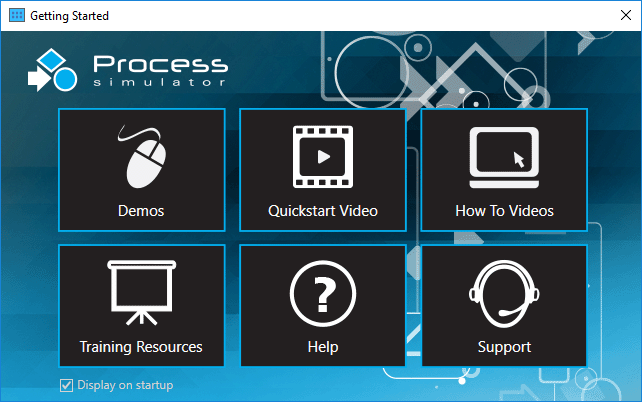 Getting Started
Process
simulator
Demos
Quickstart Video
How To Videos
Training Resources
Help
Support
Display on startup